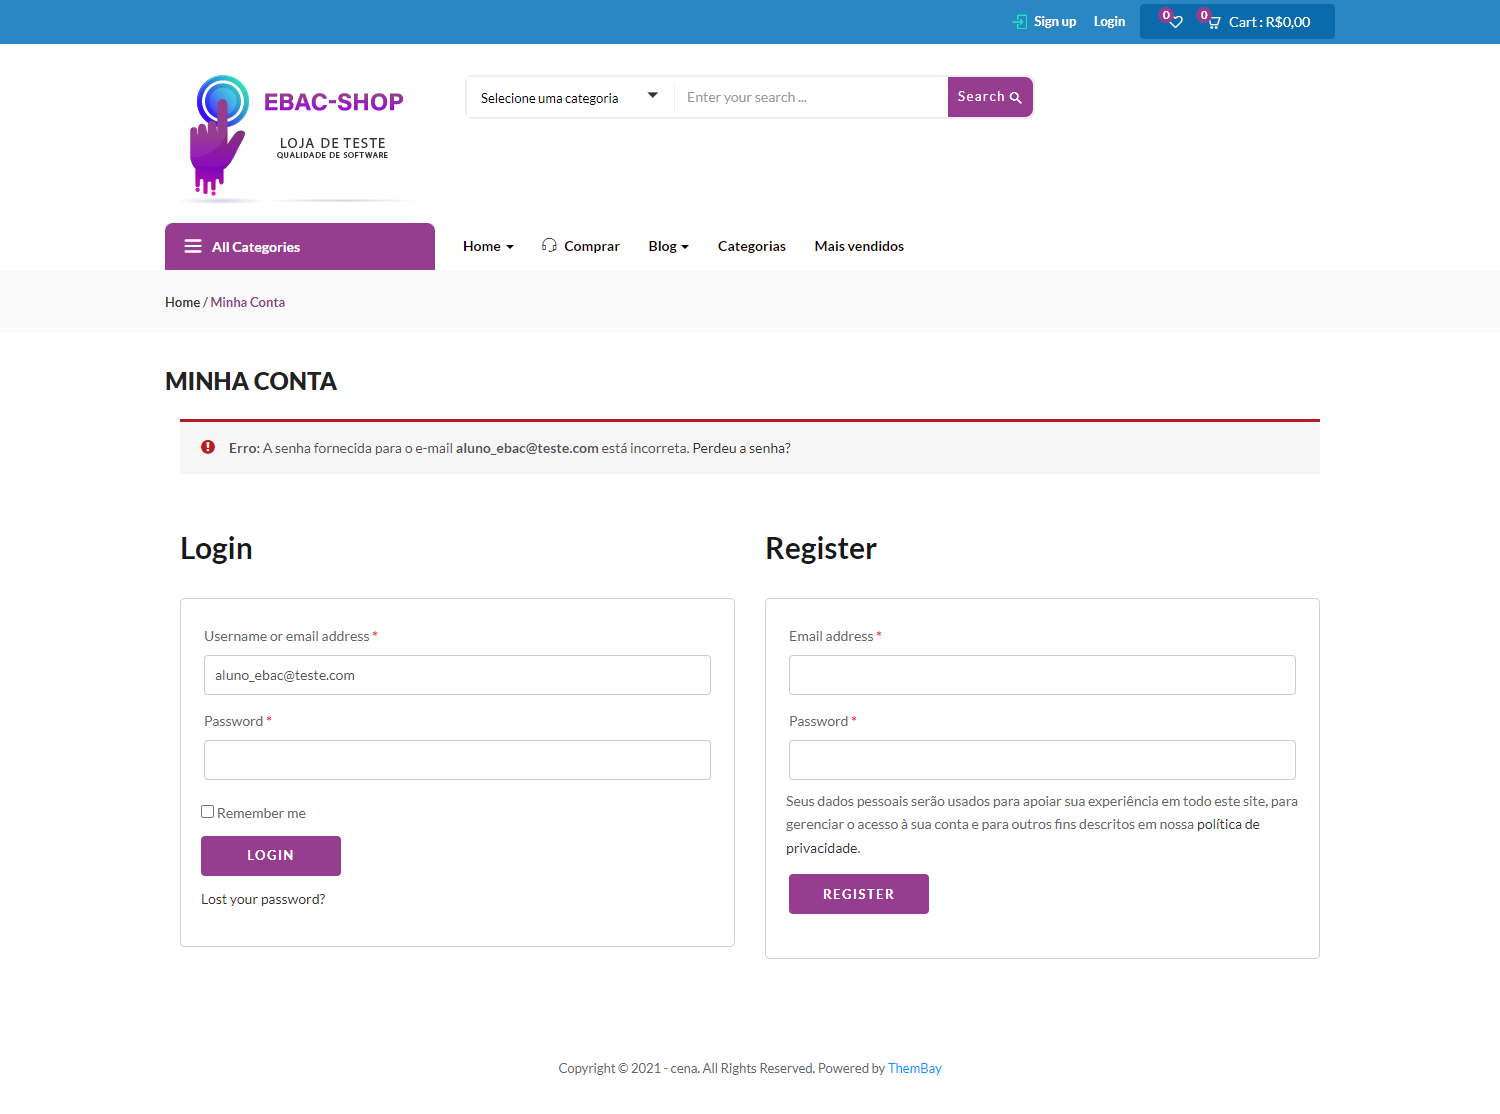 Sign up
Login
0
0
Cart : R$0,00
EBAC-SHOP
LOJA DE TESTE
QUALIDADE DE SOFTWARE
Selecione uma categoria
Enter your search ...
Search
All Categories
Home
Comprar
Blog
Categorias
Mais vendidos
Home / Minha Conta
MINHA CONTA
Erro: A senha fornecida para o e-mail aluno_ebac@teste.com está incorreta. Perdeu a senha?
Login
Username or email address *
aluno_ebac@teste.com
Password *
Remember me
LOGIN
Lost your password?
Register
Email address *
Password *
Seus dados pessoais serão usados para apoiar sua experiência em todo este site, para
gerenciar o acesso à sua conta e para outros fins descritos em nossa política de
privacidade.
REGISTER
Copyright © 2021 - cena. All Rights Reserved. Powered by ThemBay